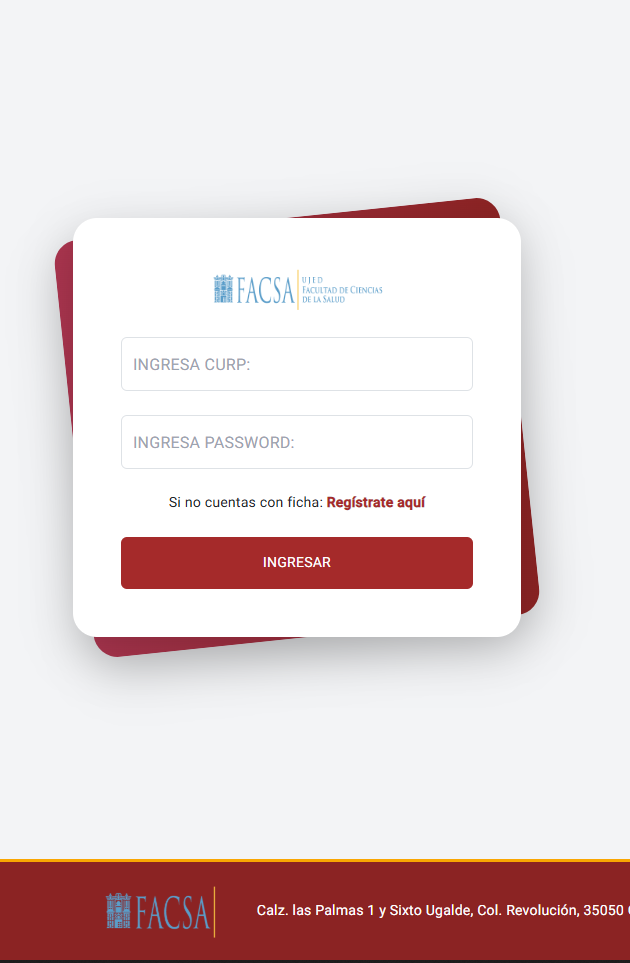 FACSA
UJED
FACULTAD DE CIENCIAS
DE LA SALUD
INGRESA CURP:
INGRESA PASSWORD:
Si no cuentas con ficha: Regístrate aquí
INGRESAR
FACSA
Calz. las Palmas 1 y Sixto Ugalde, Col. Revolución, 35050